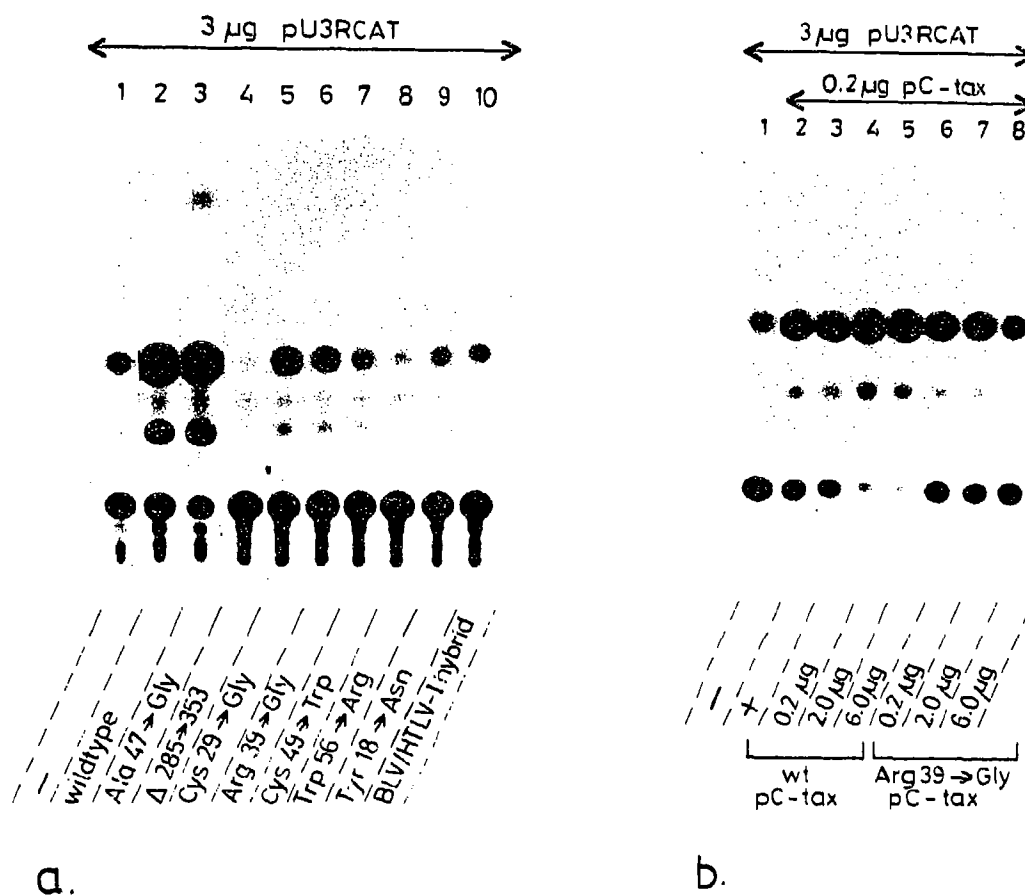 3 µg pU3RCAT
1 2 3 4 5 6 7 8 9 10
—
wildtype
Ala 47 → Gly
Δ 285→353
Cys 29 → Gly
Arg 39 → Gly
Cys 49 → Trp
Trp 56 → Arg
Tyr 18 → Asn
BLV/HTLV-I hybrid
a.
3µg pU3RCAT
0.2 µg pC-tax
1 2 3 4 5 6 7 8
—
+
0.2 µg
2.0 µg
6.0 µg
0.2 µg
2.0 µg
6.0 µg
wt
pC-tax
Arg 39 → Gly
pC-tax
b.